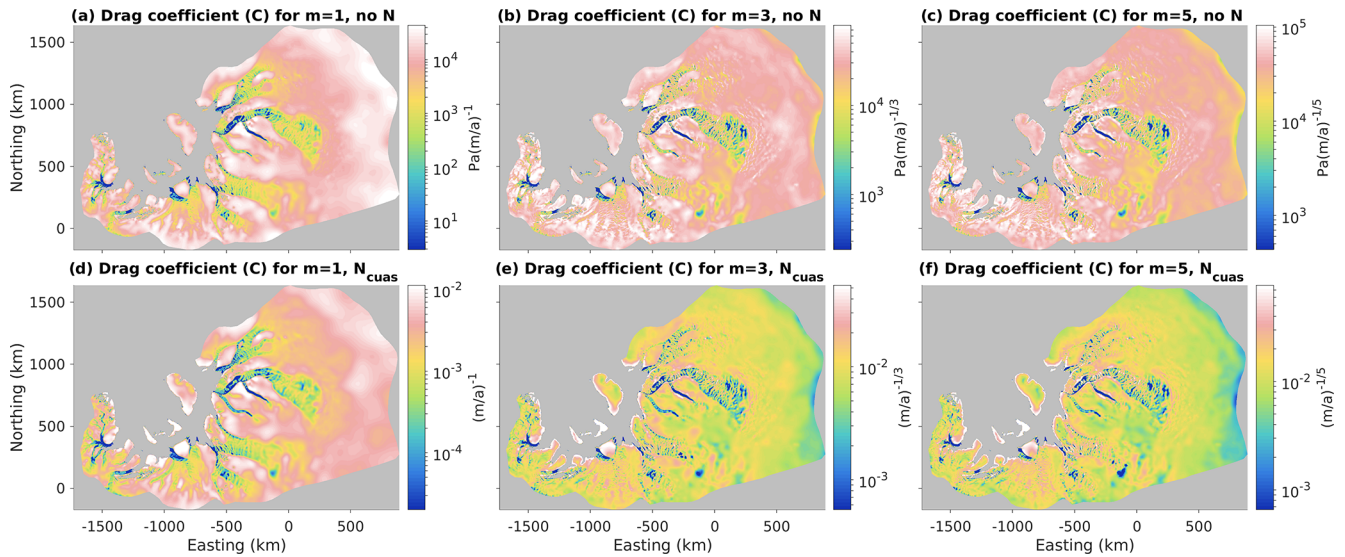 (a) Drag coefficient (C) for m=1, no N
(b) Drag coefficient (C) for m=3, no N
(c) Drag coefficient (C) for m=5, no N
1500
1000
500
0
Northing (km)
10^4
10^3
10^2
10^1
Pa(m/a)^-1
10^4
10^3
Pa(m/a)^-1/3
10^5
10^4
10^3
Pa(m/a)^-1/5
(d) Drag coefficient (C) for m=1, N_cuas
(e) Drag coefficient (C) for m=3, N_cuas
(f) Drag coefficient (C) for m=5, N_cuas
1500
1000
500
0
Northing (km)
10^-2
10^-3
10^-4
(m/a)^-1
10^-2
10^-3
(m/a)^-1/3
10^-2
10^-3
(m/a)^-1/5
-1500 -1000 -500 0 500
-1500 -1000 -500 0 500
-1500 -1000 -500 0 500
Easting (km)
Easting (km)
Easting (km)